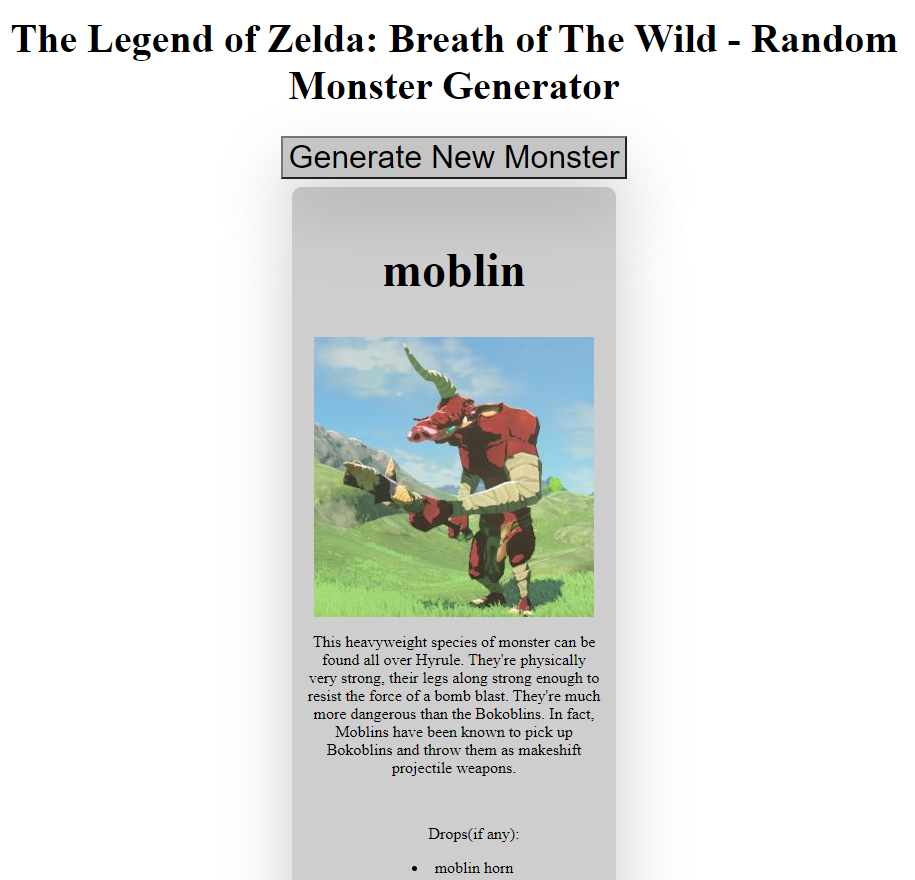 The Legend of Zelda: Breath of The Wild - Random
Monster Generator
Generate New Monster
moblin
This heavyweight species of monster can be
found all over Hyrule. They're physically
very strong, their legs along strong enough to
resist the force of a bomb blast. They're much
more dangerous than the Bokoblins. In fact,
Moblins have been known to pick up
Bokoblins and throw them as makeshift
projectile weapons.
Drops(if any):
• moblin horn